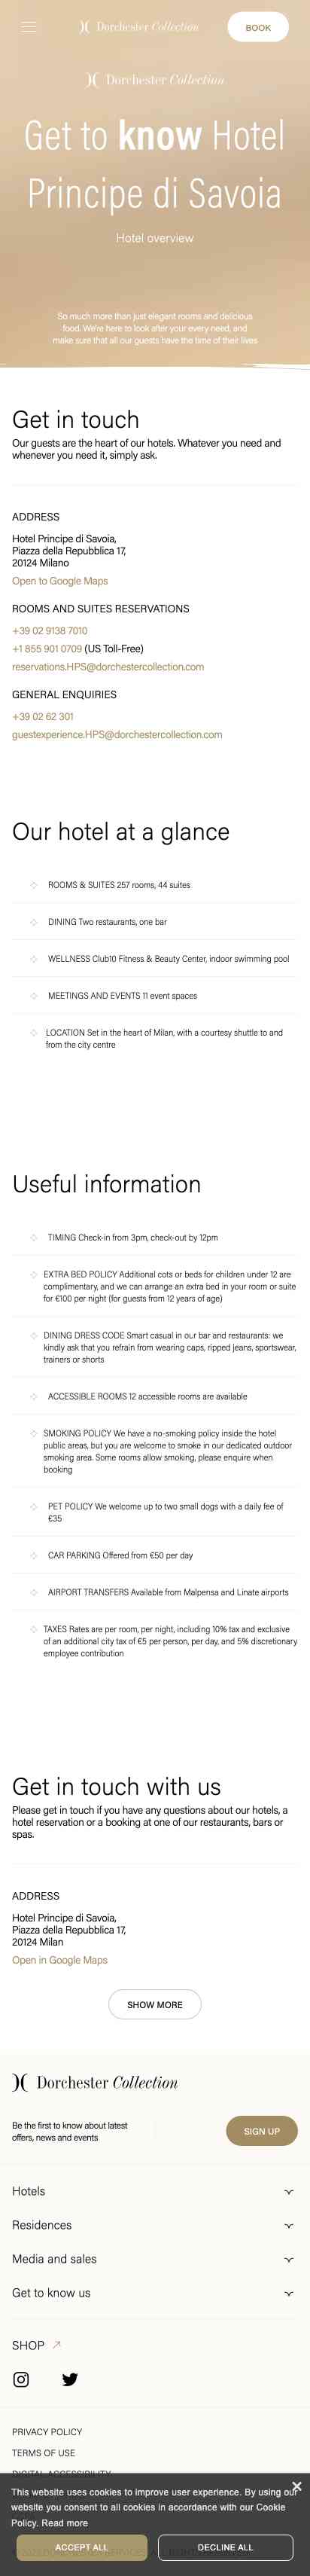 Dorchester Collection
BOOK
Dorchester Collection
Get to know Hotel
Principe di Savoia
Hotel overview
So much more than just elegant rooms and delicious
food. We're here to look after your every need, and
make sure that all our guests have the time of their lives
Get in touch
Our guests are the heart of our hotels. Whatever you need and
whenever you need it, simply ask.
ADDRESS
Hotel Principe di Savoia,
Piazza della Repubblica 17,
20124 Milano
Open to Google Maps
ROOMS AND SUITES RESERVATIONS
+39 02 9138 7010
+1 855 901 0709 (US Toll-Free)
reservations.HPS@dorchestercollection.com
GENERAL ENQUIRIES
+39 02 62 301
guestexperience.HPS@dorchestercollection.com
Our hotel at a glance
ROOMS & SUITES 257 rooms, 44 suites
DINING Two restaurants, one bar
WELLNESS Club10 Fitness & Beauty Center, indoor swimming pool
MEETINGS AND EVENTS 11 event spaces
LOCATION Set in the heart of Milan, with a courtesy shuttle to and
from the city centre
Useful information
TIMING Check-in from 3pm, check-out by 12pm
EXTRA BED POLICY Additional cots or beds for children under 12 are
complimentary, and we can arrange an extra bed in your room or suite
for €100 per night (for guests from 12 years of age)
DINING DRESS CODE Smart casual in our bar and restaurants: we
kindly ask that you refrain from wearing caps, ripped jeans, sportswear,
trainers or shorts
ACCESSIBLE ROOMS 12 accessible rooms are available
SMOKING POLICY We have a no-smoking policy inside the hotel
public areas, but you are welcome to smoke in our dedicated outdoor
smoking area. Some rooms allow smoking, please enquire when
booking
PET POLICY We welcome up to two small dogs with a daily fee of
€35
CAR PARKING Offered from €50 per day
AIRPORT TRANSFERS Available from Malpensa and Linate airports
TAXES Rates are per room, per night, including 10% tax and exclusive
of an additional city tax of €5 per person, per day, and 5% discretionary
employee contribution
Get in touch with us
Please get in touch if you have any questions about our hotels, a
hotel reservation or a booking at one of our restaurants, bars or
spas.
ADDRESS
Hotel Principe di Savoia,
Piazza della Repubblica 17,
20124 Milan
Open in Google Maps
SHOW MORE
Dorchester Collection
Be the first to know about latest
offers, news and events
SIGN UP
Hotels
Residences
Media and sales
Get to know us
SHOP
PRIVACY POLICY
TERMS OF USE
DIGITAL ACCESSIBILITY
This website uses cookies to improve user experience. By using our
website you consent to all cookies in accordance with our Cookie
Policy. Read more
ACCEPT ALL
DECLINE ALL